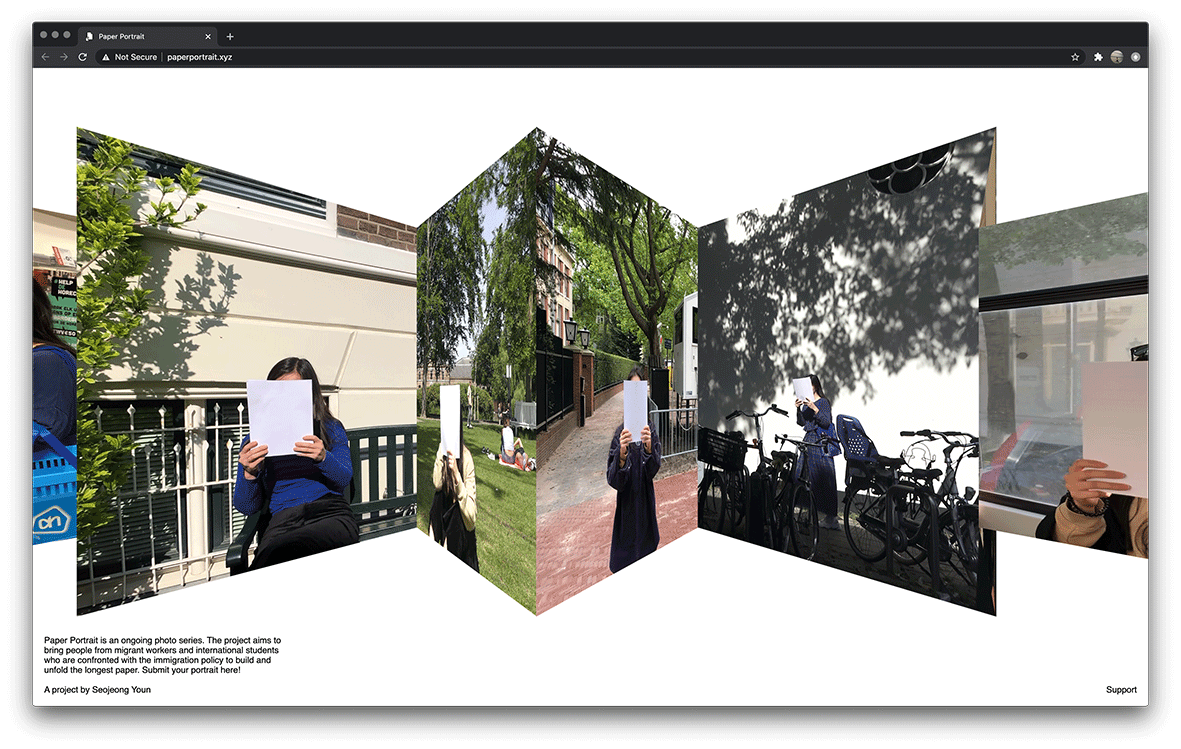 Paper Portrait
Not Secure | paperportrait.xyz
#HELP
DE
HOREC
Paper Portrait is an ongoing photo series. The project aims to
bring people from migrant workers and international students
who are confronted with the immigration policy to build and
unfold the longest paper. Submit your portrait here!
A project by Seojeong Youn
Support